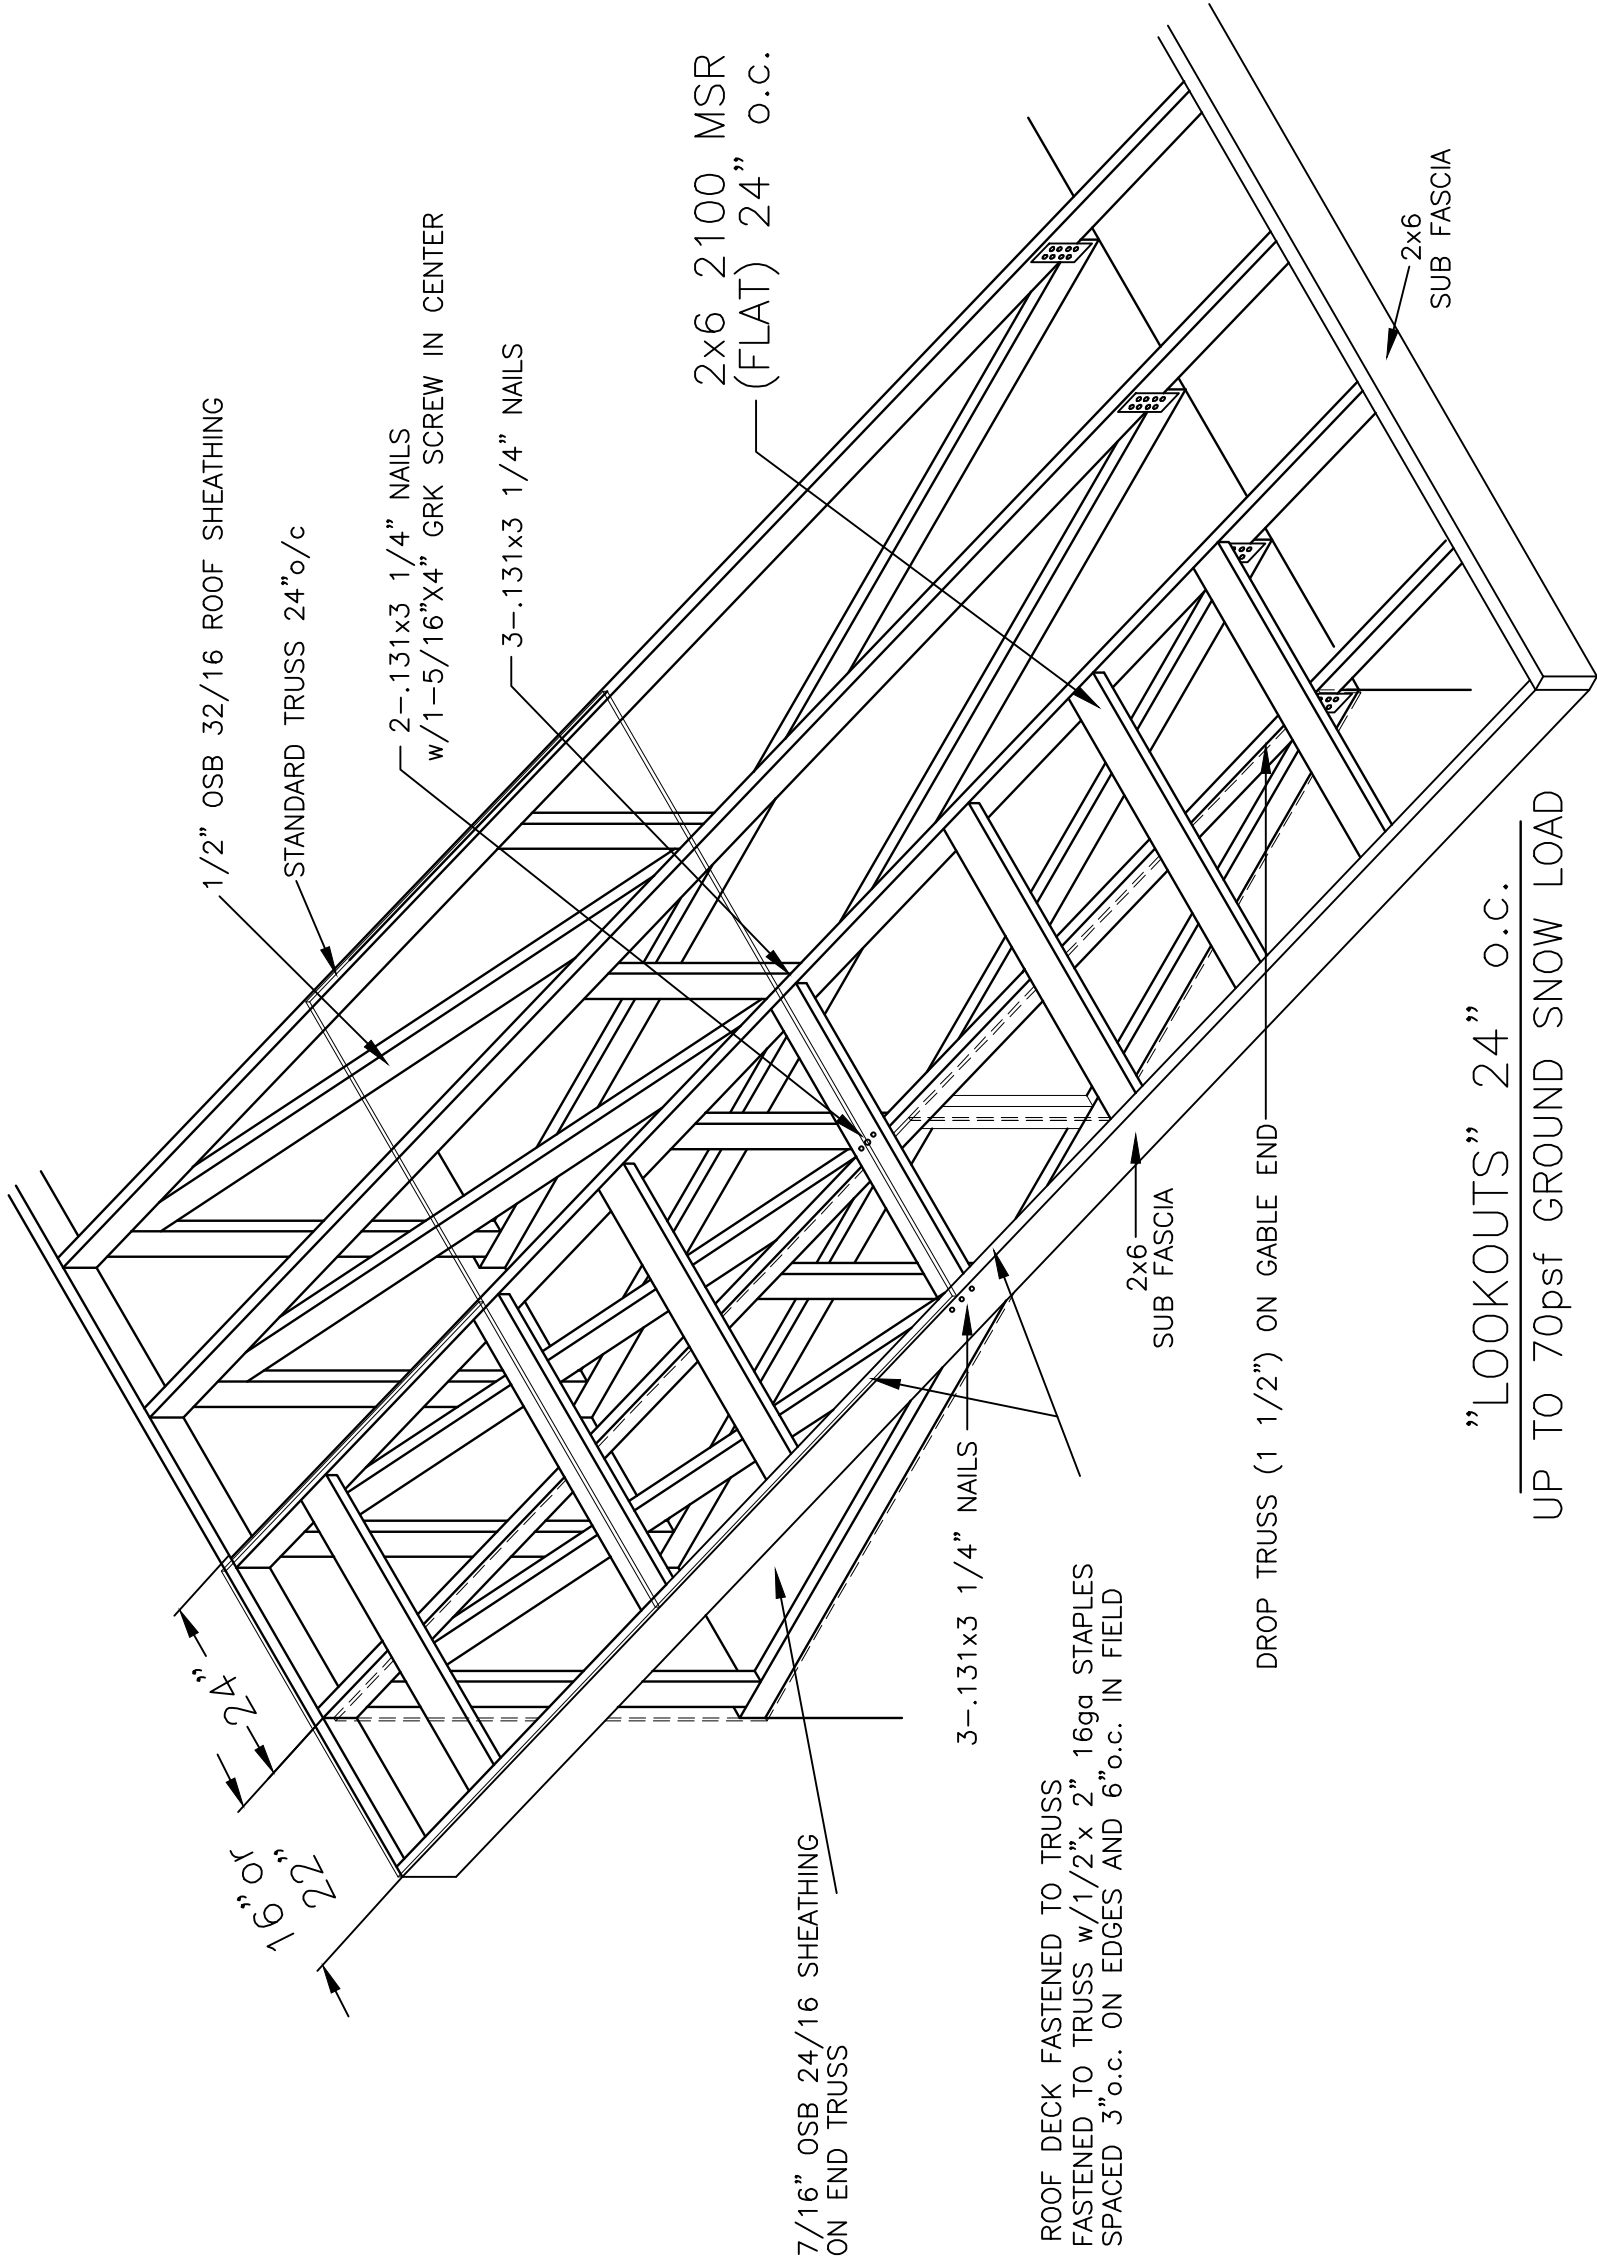 1/2" OSB 32/16 ROOF SHEATHING
STANDARD TRUSS 24"o/c
2-.131x3 1/4" NAILS
w/1-5/16"X4" GRK SCREW IN CENTER
3-.131x3 1/4" NAILS
2x6 2100 MSR
(FLAT) 24" o.c.
2x6
SUB FASCIA
24"
16" or
22"
7/16" OSB 24/16 SHEATHING
ON END TRUSS
3-.131x3 1/4" NAILS
2x6
SUB FASCIA
ROOF DECK FASTENED TO TRUSS
FASTENED TO TRUSS w/1/2"x 2" 16ga STAPLES
SPACED 3"o.c. ON EDGES AND 6"o.c. IN FIELD
DROP TRUSS (1 1/2") ON GABLE END
"LOOKOUTS" 24" o.c.
UP TO 70psf GROUND SNOW LOAD